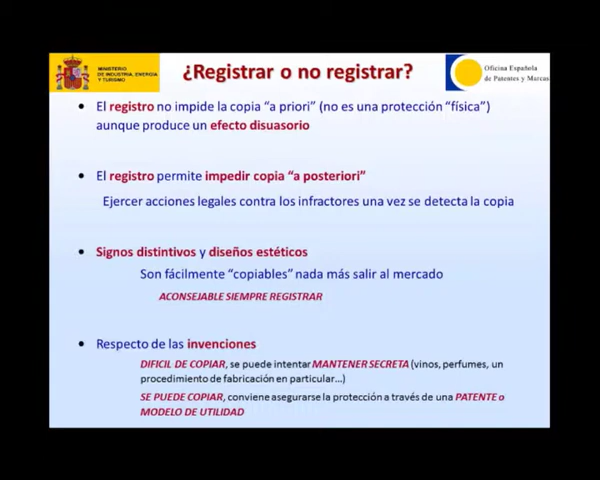 MINISTERIO
DE INDUSTRIA, ENERGÍA
Y TURISMO
¿Registrar o no registrar?
Oficina Española
de Patentes y Marcas
• El registro no impide la copia “a priori” (no es una protección “física”)
aunque produce un efecto disuasorio
• El registro permite impedir copia “a posteriori”
Ejercer acciones legales contra los infractores una vez se detecta la copia
• Signos distintivos y diseños estéticos
Son fácilmente “copiables” nada más salir al mercado
ACONSEJABLE SIEMPRE REGISTRAR
• Respecto de las invenciones
DIFICIL DE COPIAR, se puede intentar MANTENER SECRETA (vinos, perfumes, un
procedimiento de fabricación en particular…)
SE PUEDE COPIAR, conviene asegurarse la protección a través de una PATENTE o
MODELO DE UTILIDAD